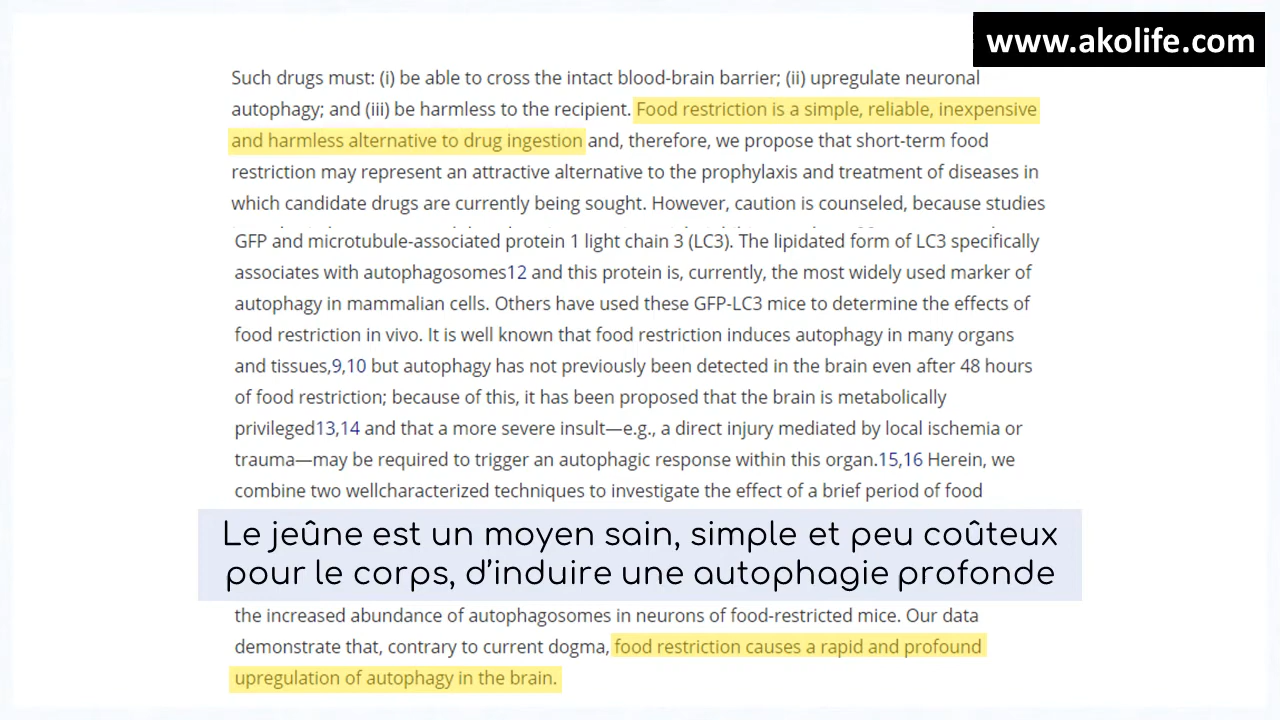 www.akolife.com
Such drugs must: (i) be able to cross the intact blood-brain barrier; (ii) upregulate neuronal
autophagy; and (iii) be harmless to the recipient. Food restriction is a simple, reliable, inexpensive
and harmless alternative to drug ingestion and, therefore, we propose that short-term food
restriction may represent an attractive alternative to the prophylaxis and treatment of diseases in
which candidate drugs are currently being sought. However, caution is counseled, because studies
GFP and microtubule-associated protein 1 light chain 3 (LC3). The lipidated form of LC3 specifically
associates with autophagosomes12 and this protein is, currently, the most widely used marker of
autophagy in mammalian cells. Others have used these GFP-LC3 mice to determine the effects of
food restriction in vivo. It is well known that food restriction induces autophagy in many organs
and tissues,9,10 but autophagy has not previously been detected in the brain even after 48 hours
of food restriction; because of this, it has been proposed that the brain is metabolically
privileged13,14 and that a more severe insult—e.g., a direct injury mediated by local ischemia or
trauma—may be required to trigger an autophagic response within this organ.15,16 Herein, we
combine two wellcharacterized techniques to investigate the effect of a brief period of food
Le jeûne est un moyen sain, simple et peu coûteux
pour le corps, d’induire une autophagie profonde
the increased abundance of autophagosomes in neurons of food-restricted mice. Our data
demonstrate that, contrary to current dogma, food restriction causes a rapid and profound
upregulation of autophagy in the brain.